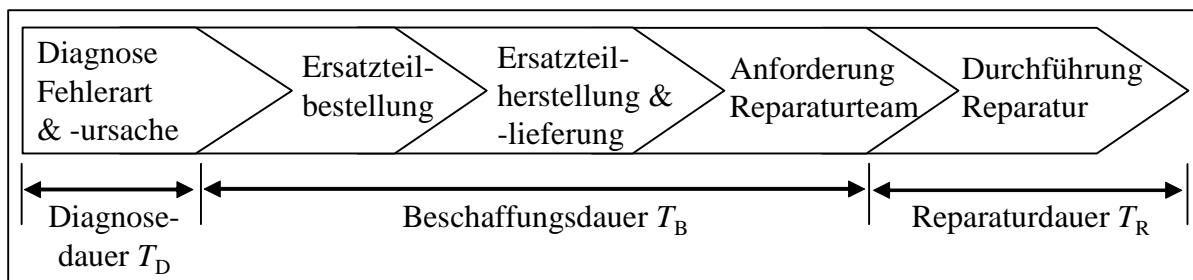 Diagnose
Fehlerart
& -ursache
Ersatzteil-
bestellung
Ersatzteil-
herstellung &
-lieferung
Anforderung
Reparaturteam
Durchführung
Reparatur
Diagnose-
dauer T_D
Beschaffungsdauer T_B
Reparaturdauer T_R